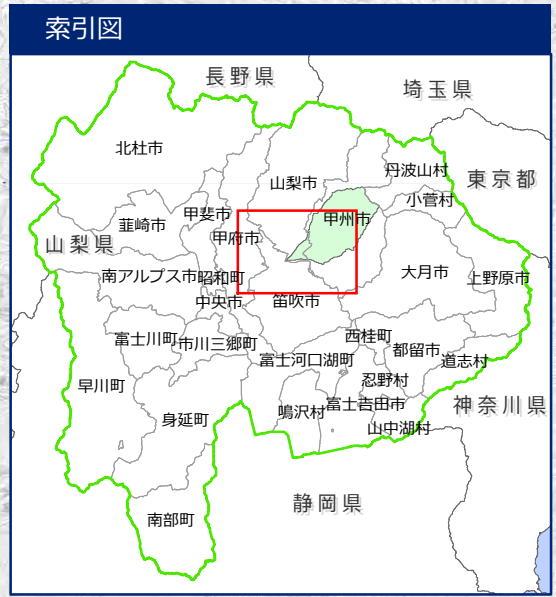 索引図
長野県
埼玉県
北杜市
丹波山村
山梨市
東京都
小菅村
甲斐市
甲州市
韮崎市
甲府市
山梨県
大月市
上野原市
南アルプス市
昭和町
中央市
笛吹市
西桂町
富士川町
市川三郷町
都留市
富士河口湖町
道志村
忍野村
早川町
神奈川県
鳴沢村
富士吉田市
身延町
山中湖村
静岡県
南部町